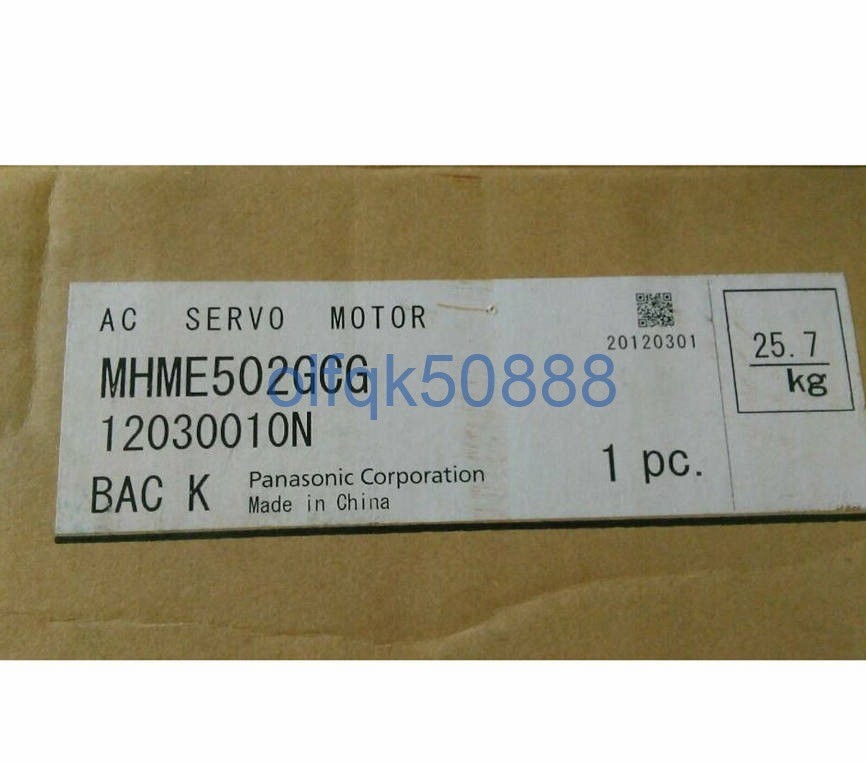 AC SERVO MOTOR
MHME502GCG
12030010N
BAC K
Panasonic Corporation
Made in China
20120301
1 pc.
25.7
kg
olfqk50888